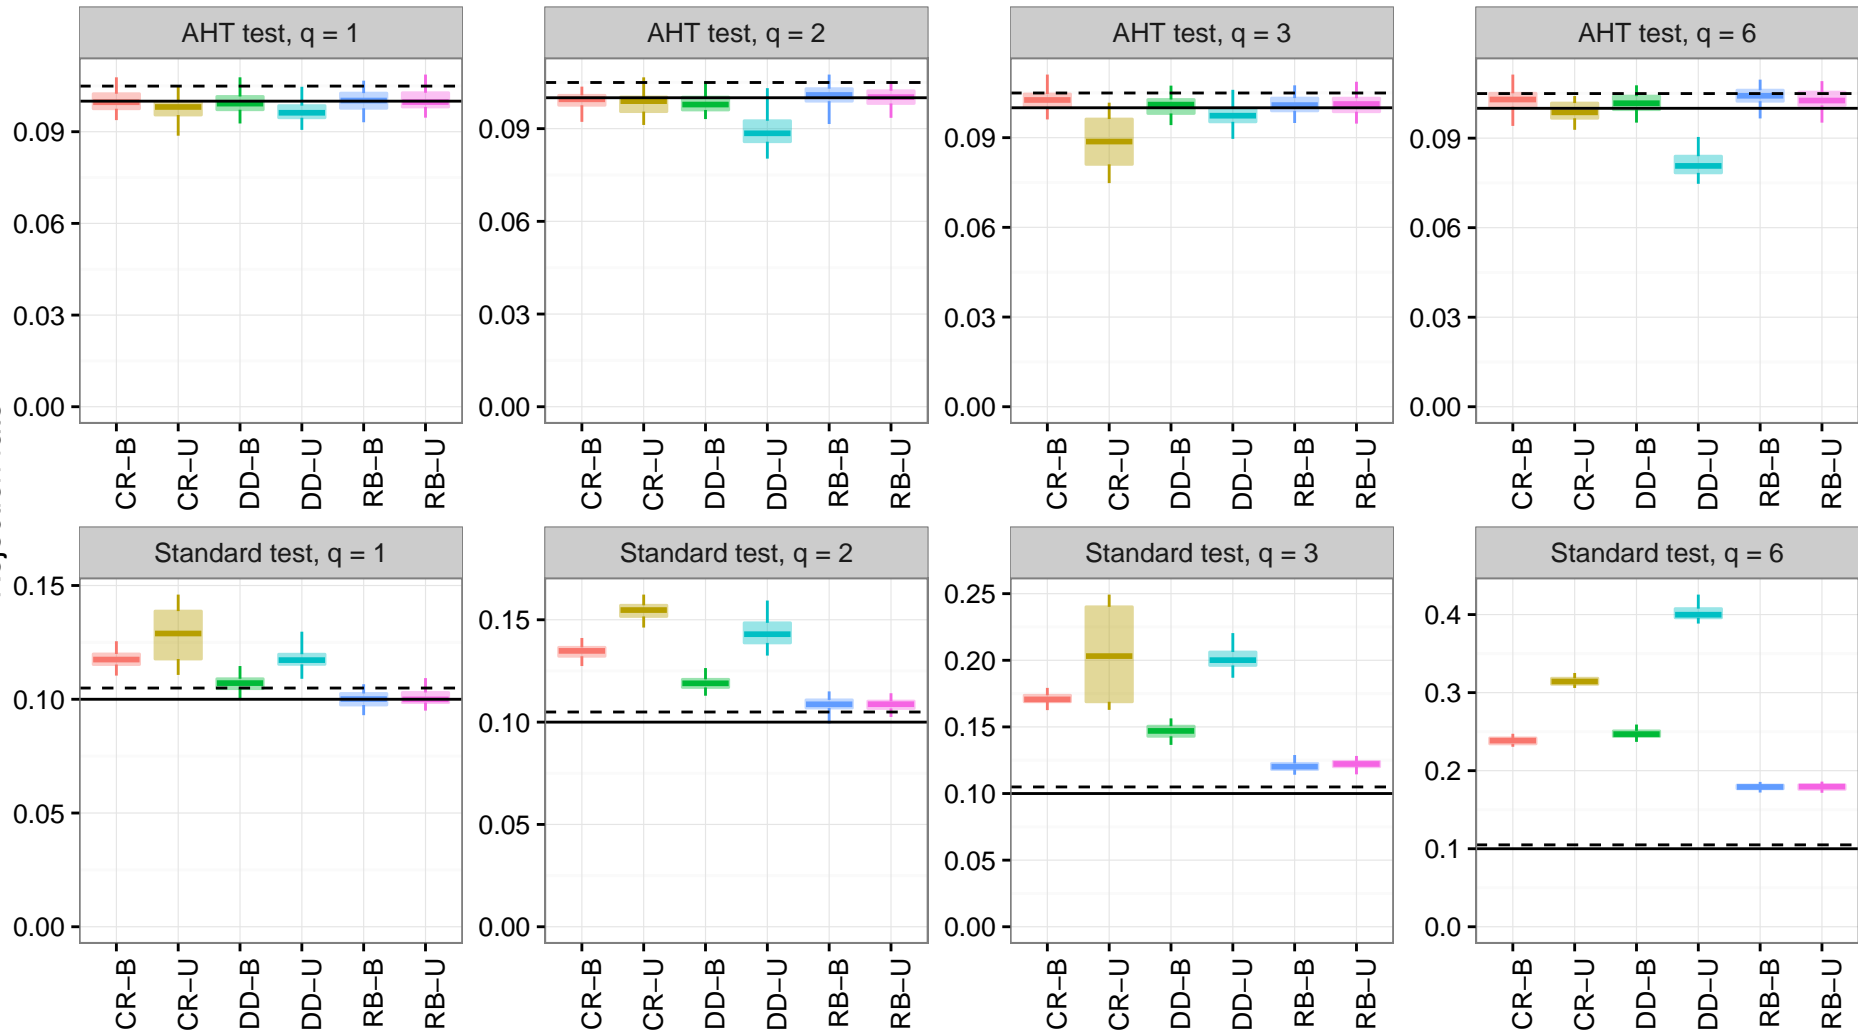 AHT test, q = 1
AHT test, q = 2
AHT test, q = 3
AHT test, q = 6
0.09
0.06
0.03
0.00
0.09
0.06
0.03
0.00
0.09
0.06
0.03
0.00
0.09
0.06
0.03
0.00
CR−B
CR−U
DD−B
DD−U
RB−B
RB−U
CR−B
CR−U
DD−B
DD−U
RB−B
RB−U
CR−B
CR−U
DD−B
DD−U
RB−B
RB−U
CR−B
CR−U
DD−B
DD−U
RB−B
RB−U
Standard test, q = 1
Standard test, q = 2
Standard test, q = 3
Standard test, q = 6
0.15
0.10
0.05
0.00
0.15
0.10
0.05
0.00
0.25
0.20
0.15
0.10
0.05
0.00
0.4
0.3
0.2
0.1
0.0
CR−B
CR−U
DD−B
DD−U
RB−B
RB−U
CR−B
CR−U
DD−B
DD−U
RB−B
RB−U
CR−B
CR−U
DD−B
DD−U
RB−B
RB−U
CR−B
CR−U
DD−B
DD−U
RB−B
RB−U